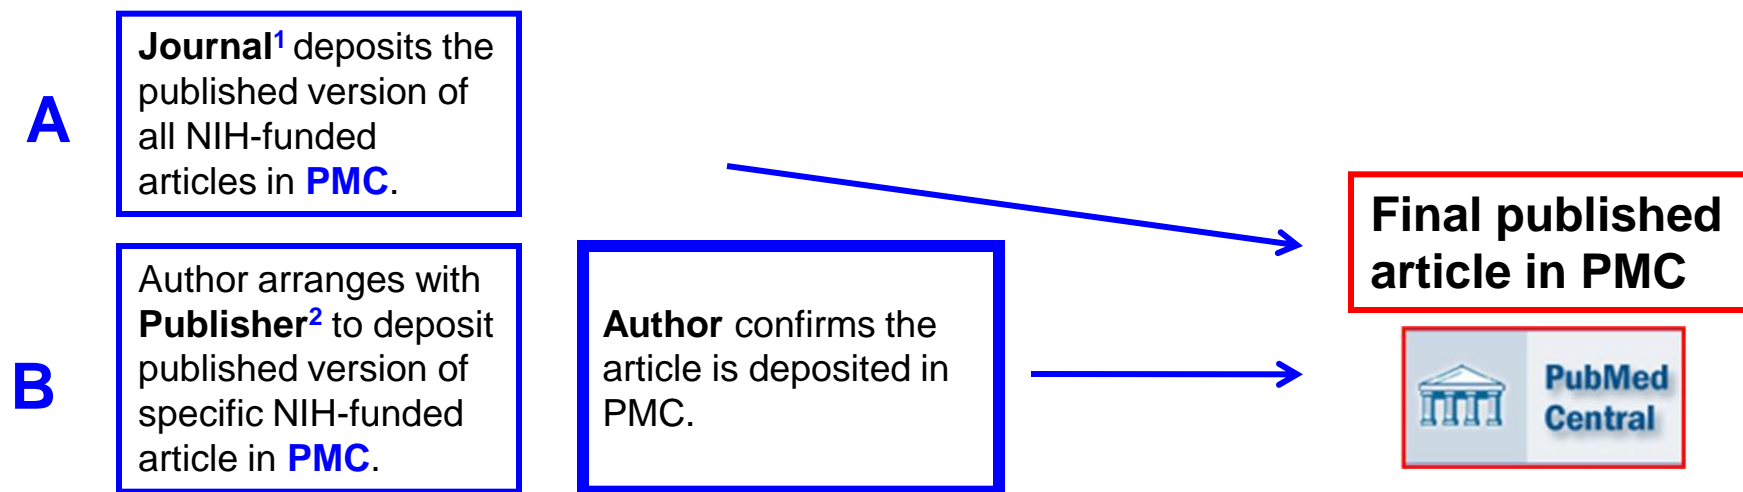 A
Journal¹ deposits the
published version of
all NIH-funded
articles in PMC.
B
Author arranges with
Publisher² to deposit
published version of
specific NIH-funded
article in PMC.
Author confirms the
article is deposited in
PMC.
Final published
article in PMC
PubMed
Central